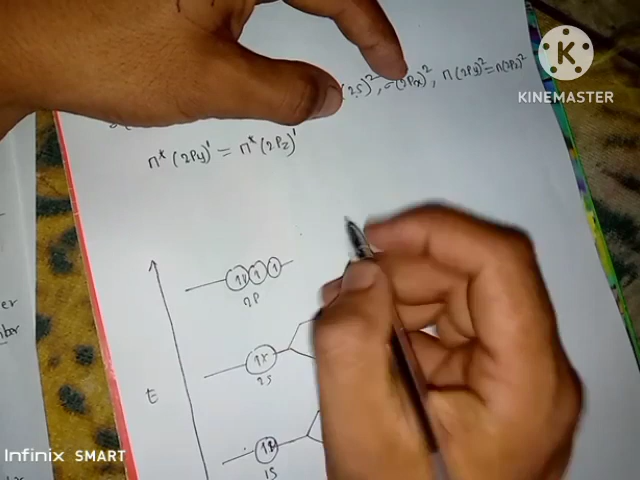 (2s)², σ(2Px)², π(2Py)² = π(2Pz)²
KINEMASTER
π* (2Py)¹ = π* (2Pz)¹
2P
2S
E
1S
Infinix SMART